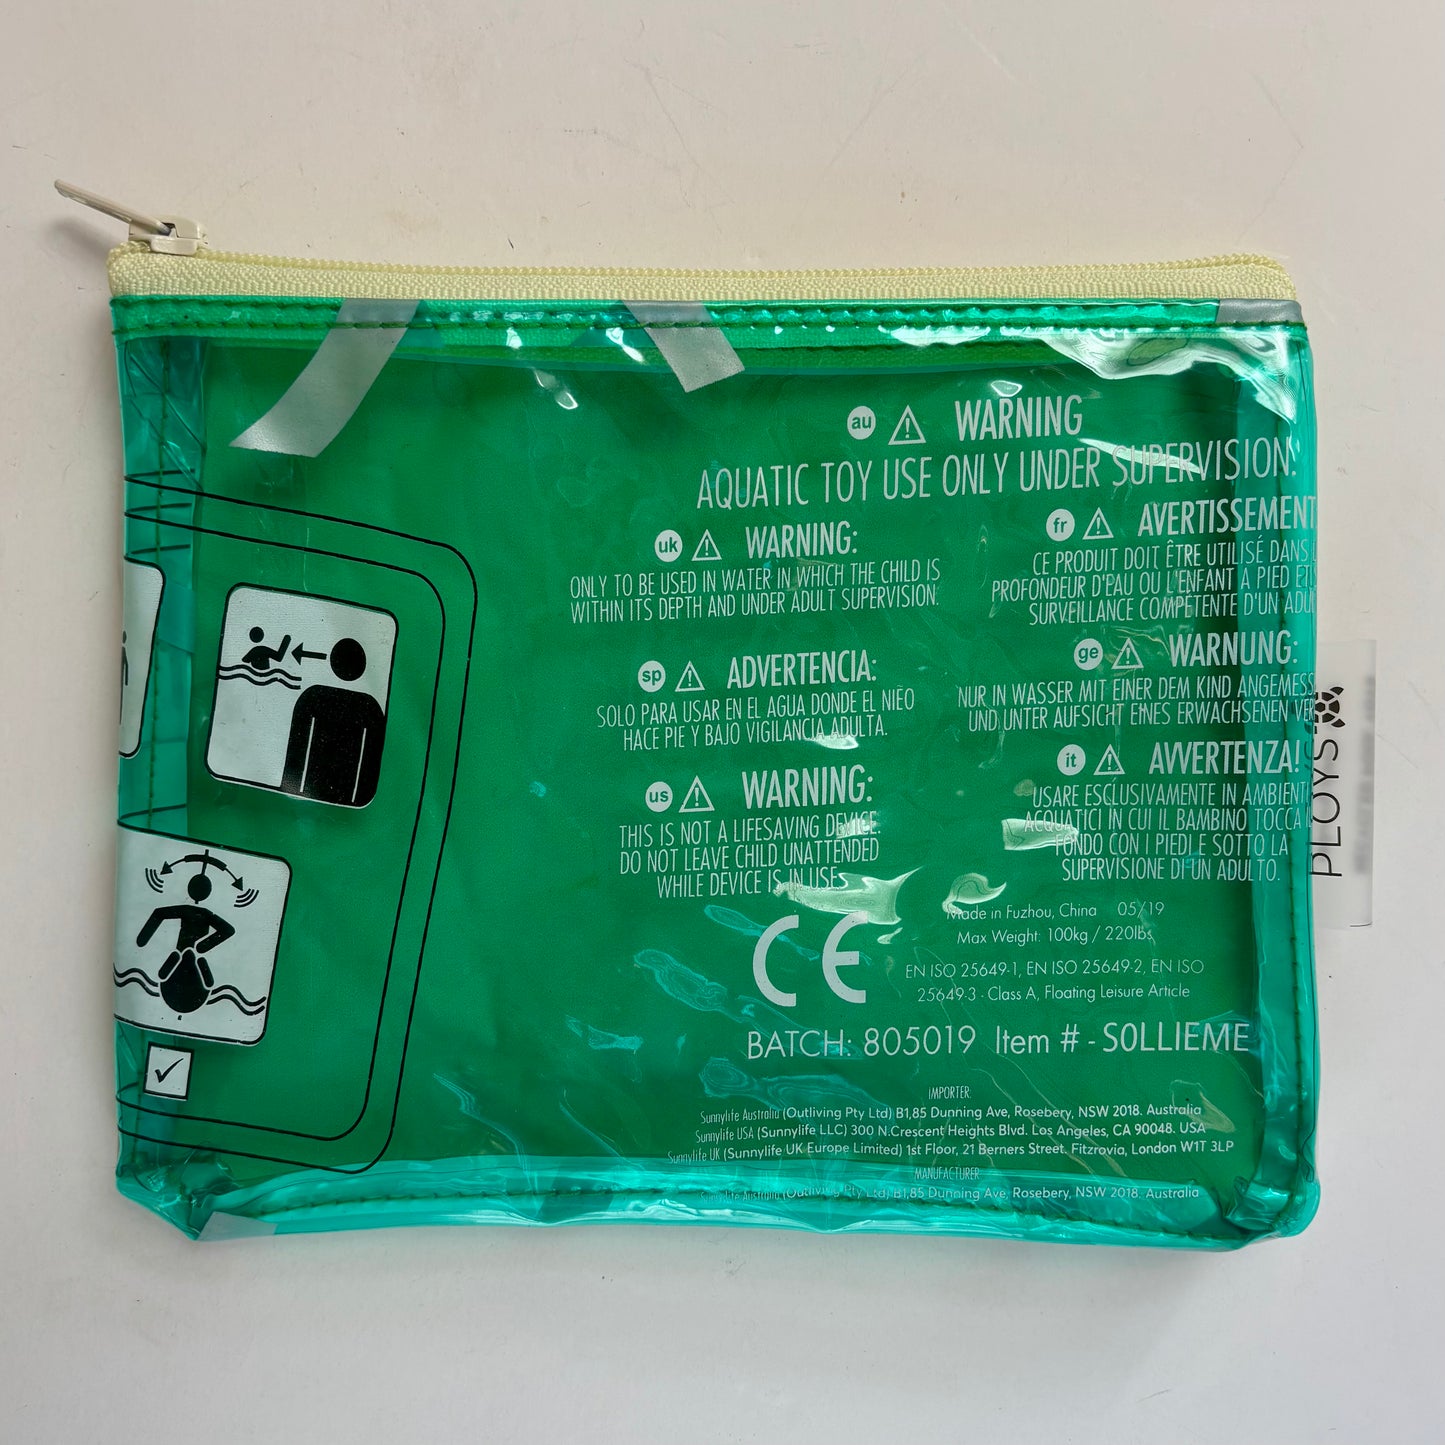 au WARNING
AQUATIC TOY USE ONLY UNDER SUPERVISION.
uk WARNING:
ONLY TO BE USED IN WATER IN WHICH THE CHILD IS
WITHIN ITS DEPTH AND UNDER ADULT SUPERVISION.
fr AVERTISSEMENT
CE PRODUIT DOIT ÊTRE UTILISÉ DANS
PROFONDEUR D'EAU OU L'ENFANT A PIED ET
SURVEILLANCE COMPÉTENTE D'UN ADU
sp ADVERTENCIA:
SOLO PARA USAR EN EL AGUA DONDE EL NIEO
HACE PIE Y BAJO VIGILANCIA ADULTA.
ge WARNUNG:
NUR IN WASSER MIT EINER DEM KIND ANGEMESS
UND UNTER AUFSICHT EINES ERWACHSENEN VER
us WARNING:
THIS IS NOT A LIFESAVING DEVICE.
DO NOT LEAVE CHILD UNATTENDED
WHILE DEVICE IS IN USE.
it AVVERTENZA!
USARE ESCLUSIVAMENTE IN AMBIENTI
ACQUATICI IN CUI IL BAMBINO TOCCA
FONDO CON I PIEDI E SOTTO LA
SUPERVISIONE DI UN ADULTO.
CE
Made in Fuzhou, China 05/19
Max Weight: 100kg / 220lbs
EN ISO 25649-1, EN ISO 25649-2, EN ISO
25649-3 - Class A, Floating Leisure Article
BATCH: 805019 Item # - S0LLIEME
IMPORTER:
Sunnylife Australia (Outliving Pty Ltd) B1,85 Dunning Ave, Rosebery, NSW 2018. Australia
Sunnylife USA (Sunnylife LLC) 300 N.Crescent Heights Blvd. Los Angeles, CA 90048. USA
Sunnylife UK (Sunnylife UK Europe Limited) 1st Floor, 21 Berners Street. Fitzrovia, London W1T 3LP
MANUFACTURER
Sunnylife Australia (Outliving Pty Ltd) B1,85 Dunning Ave, Rosebery, NSW 2018. Australia
PLOYS